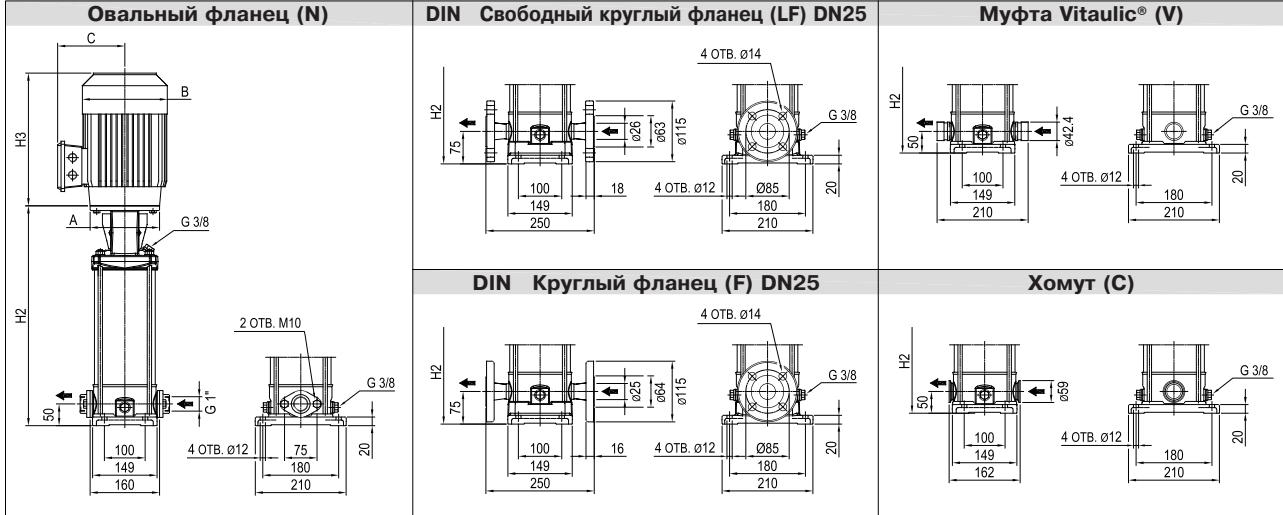 Овальный фланец (N)
C
B
H3
A
G 3/8
H2
50
G 1"
100
149
160
2 ОТВ. M10
G 3/8
20
4 ОТВ. Ø12
75
180
210
DIN Свободный круглый фланец (LF) DN25
H2
75
ø26
ø63
ø115
100
18
149
250
4 ОТВ. Ø14
G 3/8
20
4 ОТВ. Ø12
Ø85
180
210
Муфта Vitaulic® (V)
H2
50
ø42.4
100
149
210
G 3/8
20
4 ОТВ. Ø12
180
210
DIN Круглый фланец (F) DN25
H2
75
ø25
ø64
ø115
100
16
149
250
4 ОТВ. Ø14
G 3/8
20
4 ОТВ. Ø12
Ø85
180
210
Хомут (C)
H2
50
ø59
100
149
162
G 3/8
20
4 ОТВ. Ø12
180
210